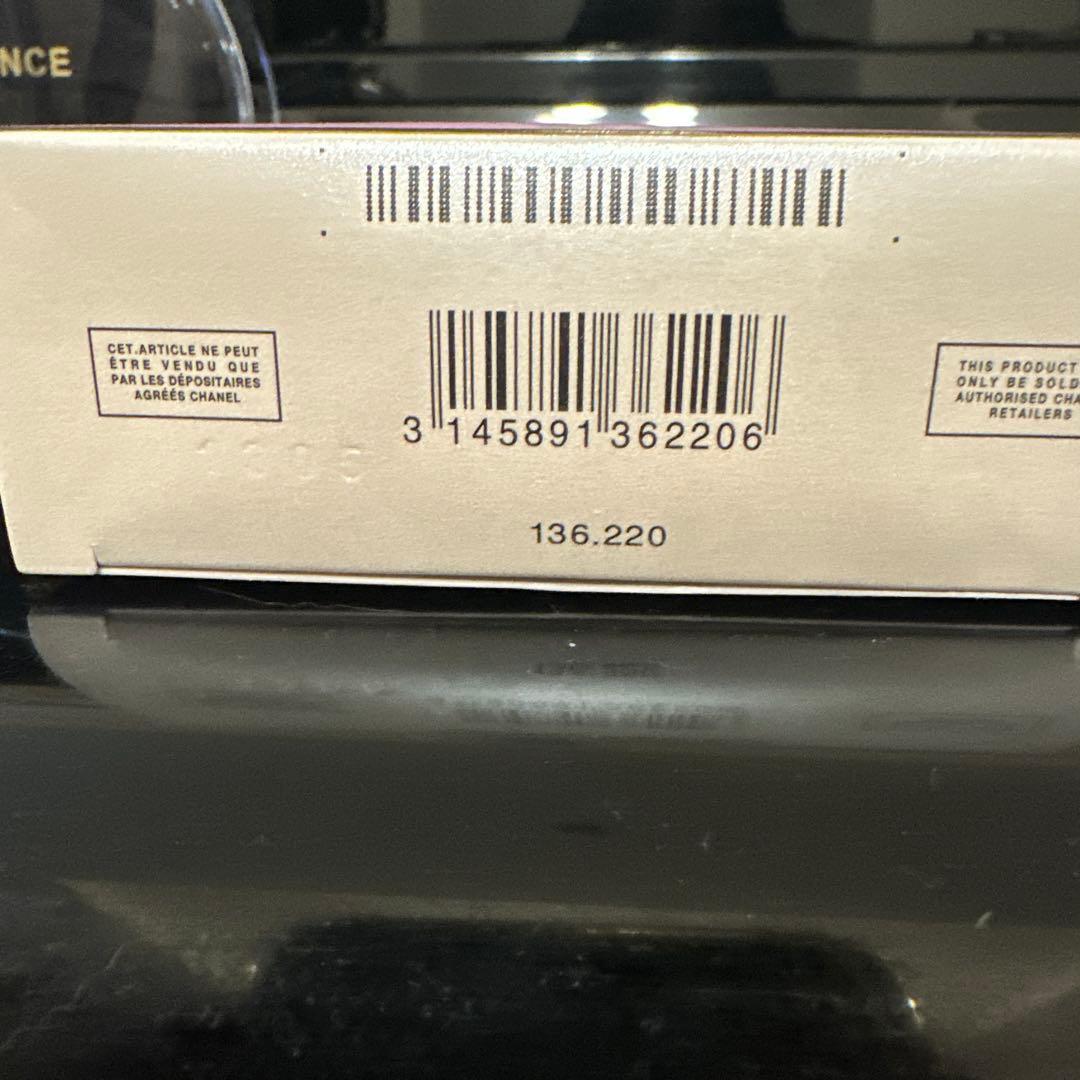 NCE
CET.ARTICLE NE PEUT
ÊTRE VENDU QUE
PAR LES DÉPOSITAIRES
AGRÉÉS CHANEL
3 145891 362206
136.220
THIS PRODUCT
ONLY BE SOLD
AUTHORISED CHA
RETAILERS